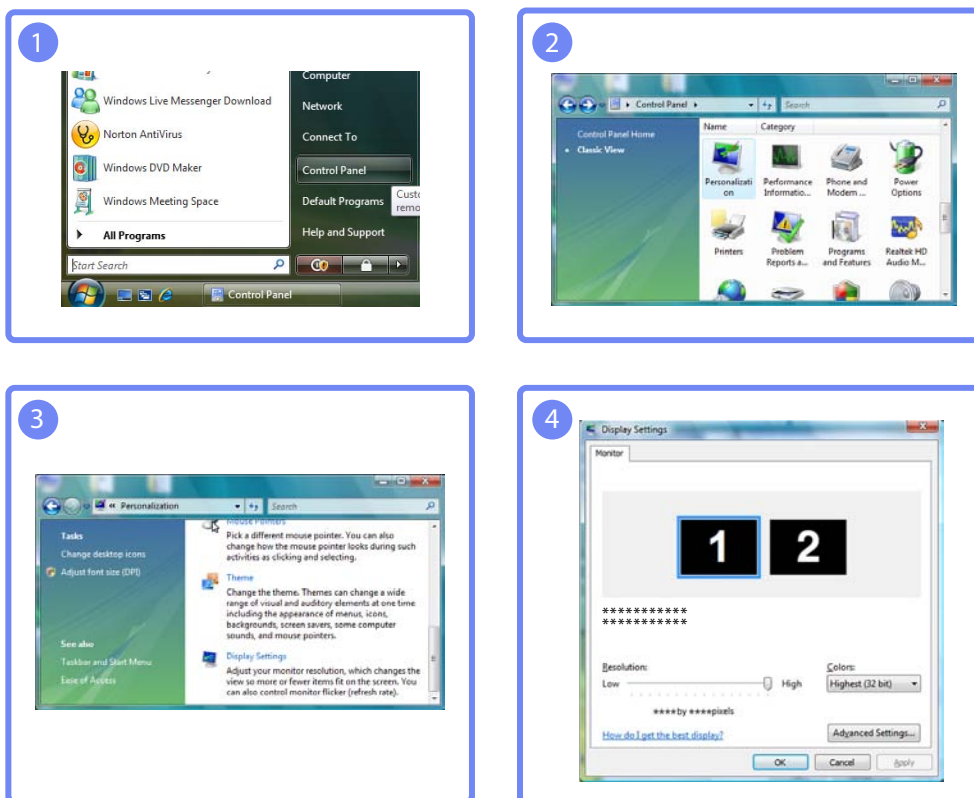 1
Computer
Windows Live Messenger Download
Network
Norton AntiVirus
Connect To
Windows DVD Maker
Control Panel
Windows Meeting Space
Default Programs
Custo
remo
All Programs
Help and Support
Start Search
Control Panel
2
Control Panel
Search
Control Panel Home
Classic View
Name Category
Personalizati
on
Performance
Informatio...
Phone and
Modem ...
Power
Options
Printers
Problem
Reports a...
Programs
and Features
Realtek HD
Audio M...
3
Personalization
Search
Tasks
Change desktop icons
Adjust font size (DPI)
See also
Taskbar and Start Menu
Ease of Access
Mouse Pointers
Pick a different mouse pointer. You can also
change how the mouse pointer looks during such
activities as clicking and selecting.
Theme
Change the theme. Themes can change a wide
range of visual and auditory elements at one time
including the appearance of menus, icons,
backgrounds, screen savers, some computer
sounds, and mouse pointers.
Display Settings
Adjust your monitor resolution, which changes the
view so more or fewer items fit on the screen. You
can also control monitor flicker (refresh rate).
4
Display Settings
Monitor
1 2
***********
***********
Resolution:
Low High
****by ****pixels
Colors:
Highest (32 bit)
How do I get the best display?
Advanced Settings...
OK Cancel Apply